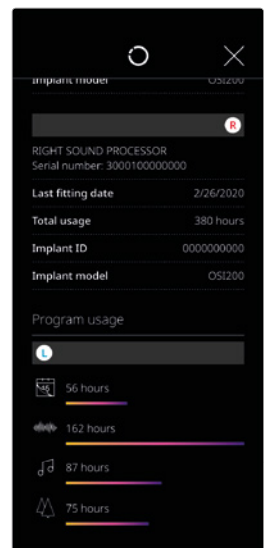 Implant model OSI200
R
RIGHT SOUND PROCESSOR
Serial number: 3000100000000
Last fitting date 2/26/2020
Total usage 380 hours
Implant ID 0000000000
Implant model OSI200
Program usage
L
56 hours
162 hours
87 hours
75 hours